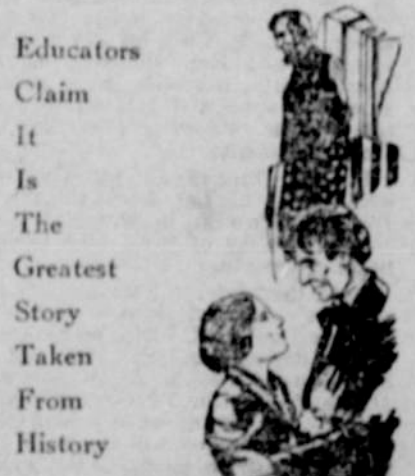 Educators
Claim
It
Is
The
Greatest
Story
Taken
From
History